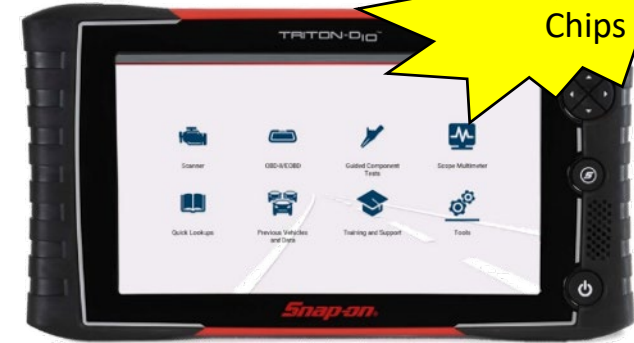 Chips
TRITON-D10™
Scanner
OBD-II/EOBD
Guided Component
Tests
Scope Multimeter
Quick Lookups
Previous Vehicles
and Data
Training and Support
Tools
Snap-on